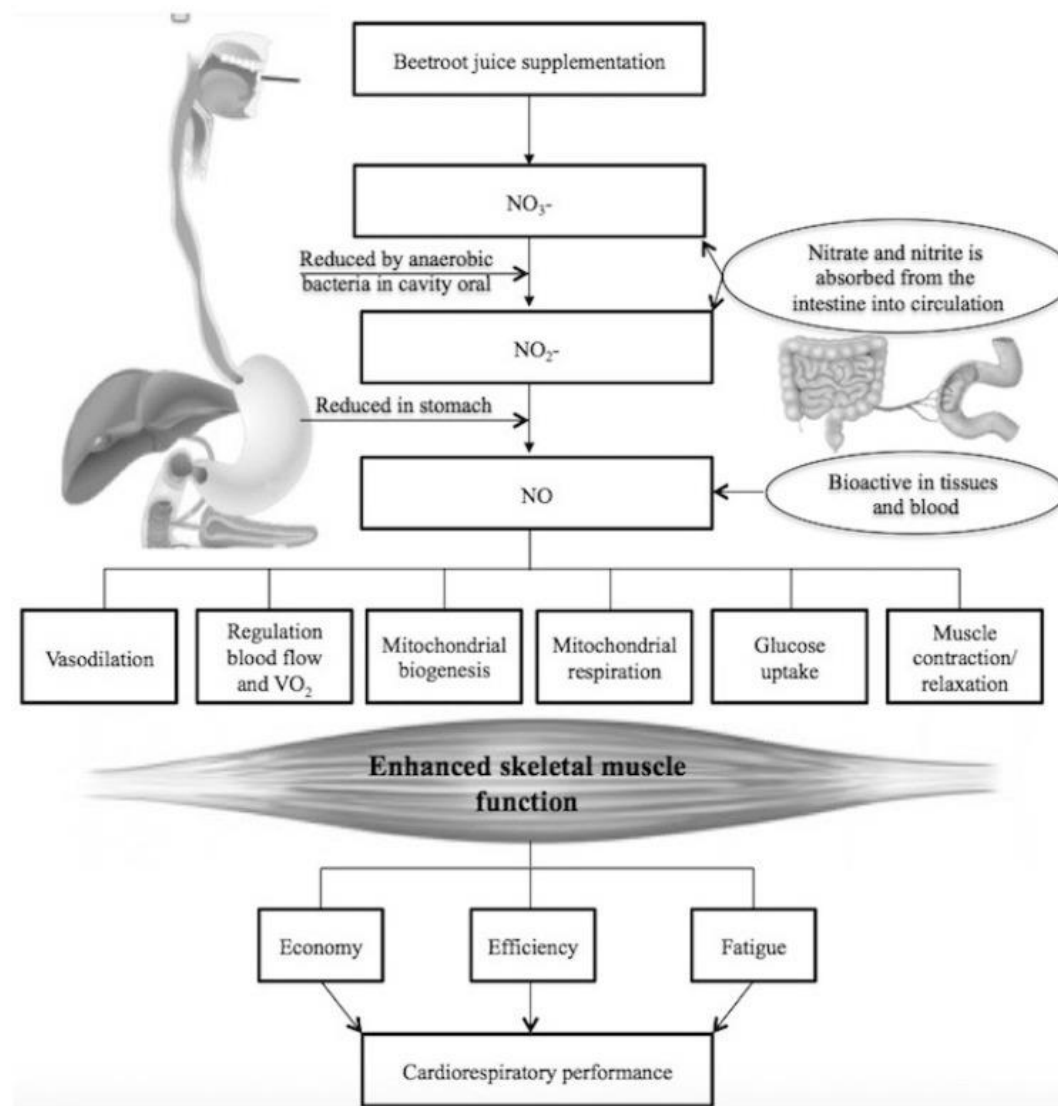 Beetroot juice supplementation
NO₃-
Reduced by anaerobic
bacteria in cavity oral
Nitrate and nitrite is
absorbed from the
intestine into circulation
NO₂-
Reduced in stomach
NO
Bioactive in tissues
and blood
Vasodilation
Regulation
blood flow
and VO₂
Mitochondrial
biogenesis
Mitochondrial
respiration
Glucose
uptake
Muscle
contraction/
relaxation
Enhanced skeletal muscle
function
Economy
Efficiency
Fatigue
Cardiorespiratory performance